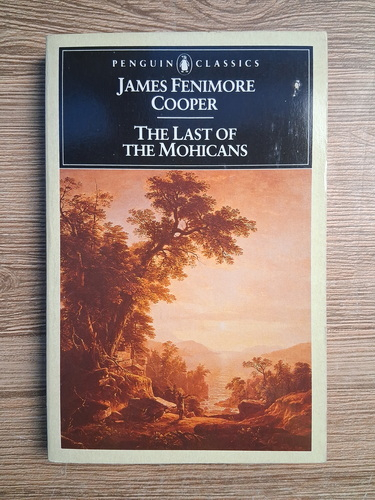 PENGUIN CLASSICS
JAMES FENIMORE
COOPER
THE LAST OF
THE MOHICANS